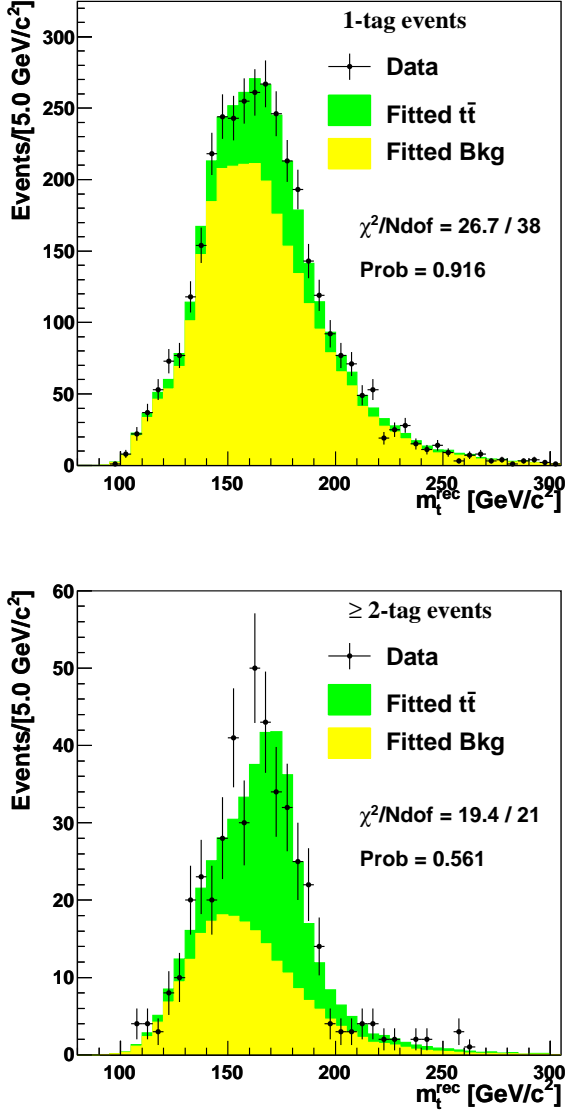 1-tag events
Data
Fitted tt̄
Fitted Bkg
χ²/Ndof = 26.7 / 38
Prob = 0.916
Events/[5.0 GeV/c²]
300
250
200
150
100
50
0
100 150 200 250 300
m_t^rec [GeV/c²]
≥ 2-tag events
Data
Fitted tt̄
Fitted Bkg
χ²/Ndof = 19.4 / 21
Prob = 0.561
Events/[5.0 GeV/c²]
60
50
40
30
20
10
0
100 150 200 250 300
m_t^rec [GeV/c²]